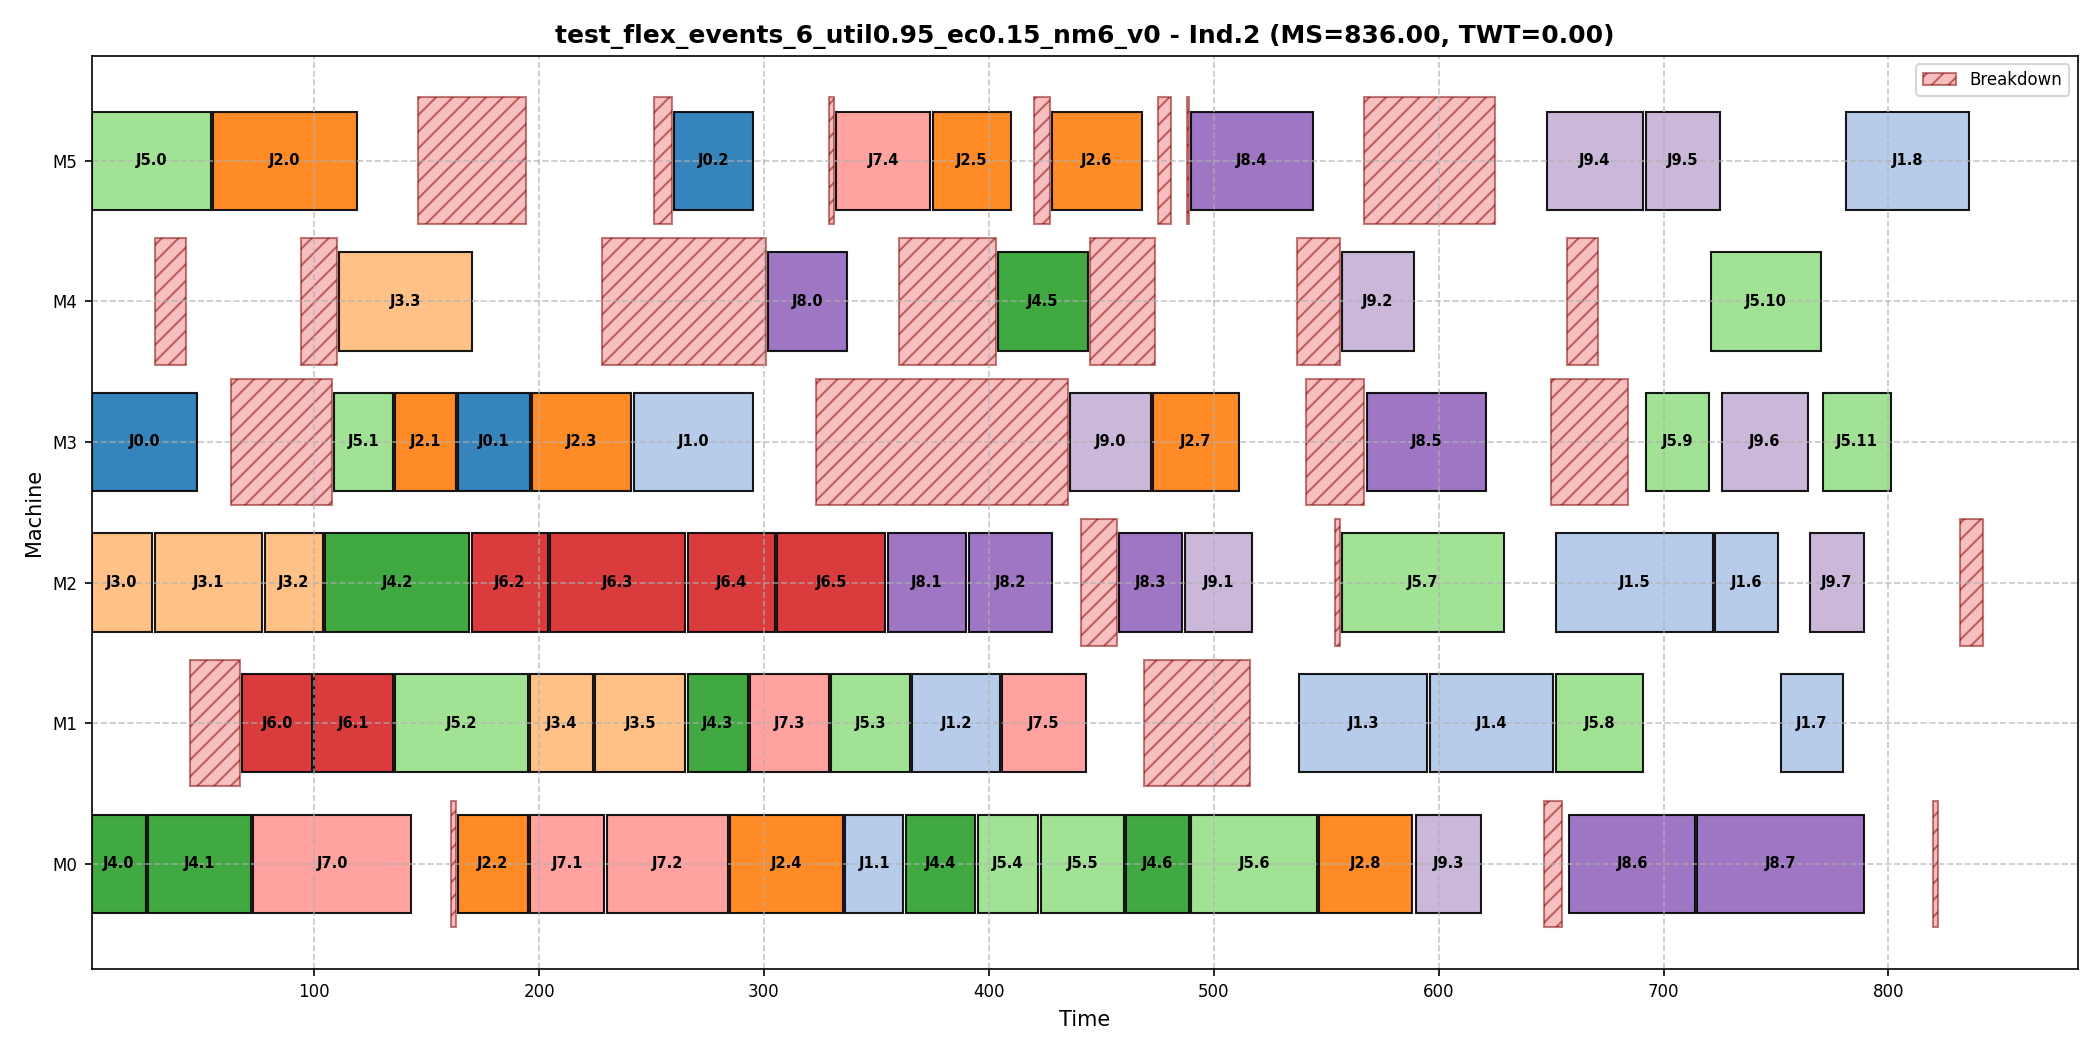 test_flex_events_6_util0.95_ec0.15_nm6_v0 - Ind.2 (MS=836.00, TWT=0.00)
Breakdown
M5 J5.0 J2.0 J0.2 J7.4 J2.5 J2.6 J8.4 J9.4 J9.5 J1.8
M4 J3.3 J8.0 J4.5 J9.2 J5.10
M3 J0.0 J5.1 J2.1 J0.1 J2.3 J1.0 J9.0 J2.7 J8.5 J5.9 J9.6 J5.11
Machine
M2 J3.0 J3.1 J3.2 J4.2 J6.2 J6.3 J6.4 J6.5 J8.1 J8.2 J8.3 J9.1 J5.7 J1.5 J1.6 J9.7
M1 J6.0 J6.1 J5.2 J3.4 J3.5 J4.3 J7.3 J5.3 J1.2 J7.5 J1.3 J1.4 J5.8 J1.7
M0 J4.0 J4.1 J7.0 J2.2 J7.1 J7.2 J2.4 J1.1 J4.4 J5.4 J5.5 J4.6 J5.6 J2.8 J9.3 J8.6 J8.7
100 200 300 400 500 600 700 800
Time